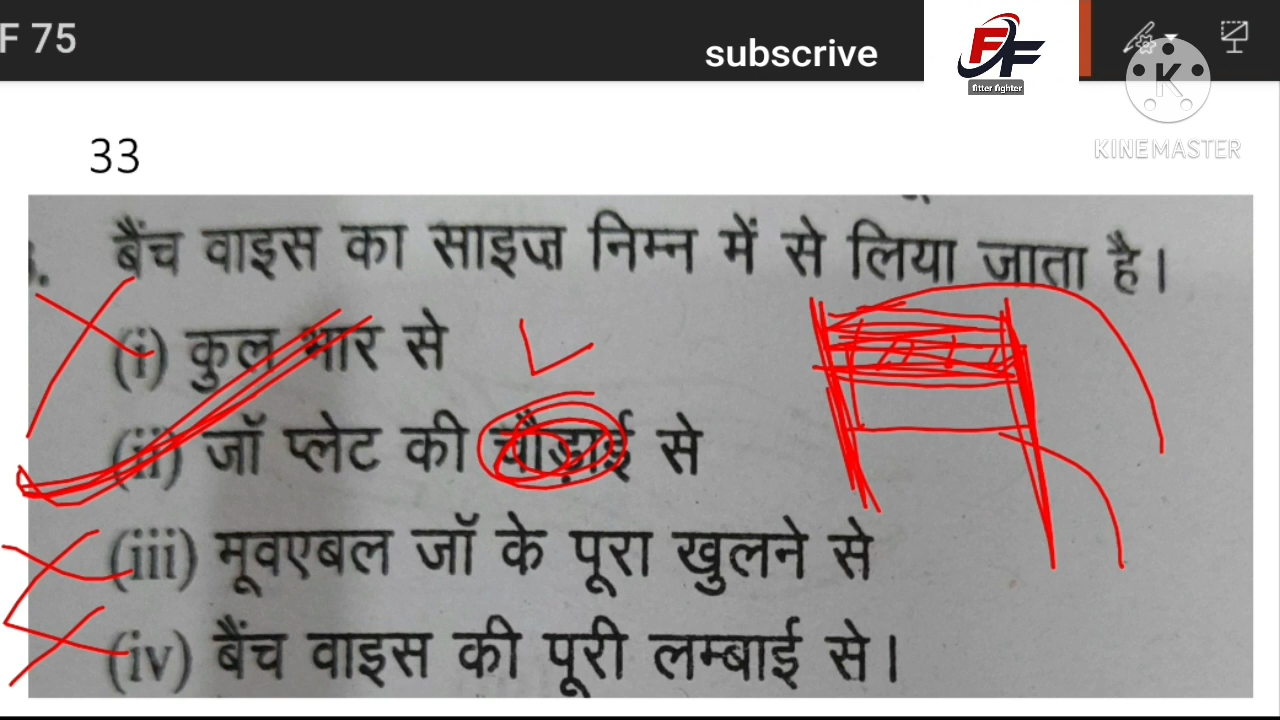 F 75
subscrive
fitter fighter
KINEMASTER
33
बैंच वाइस का साइज़ निम्न में से लिया जाता है।
(i) कुल भार से
(ii) जॉ प्लेट की चौड़ाई से
(iii) मूवएबल जॉ के पूरा खुलने से
(iv) बैंच वाइस की पूरी लम्बाई से।